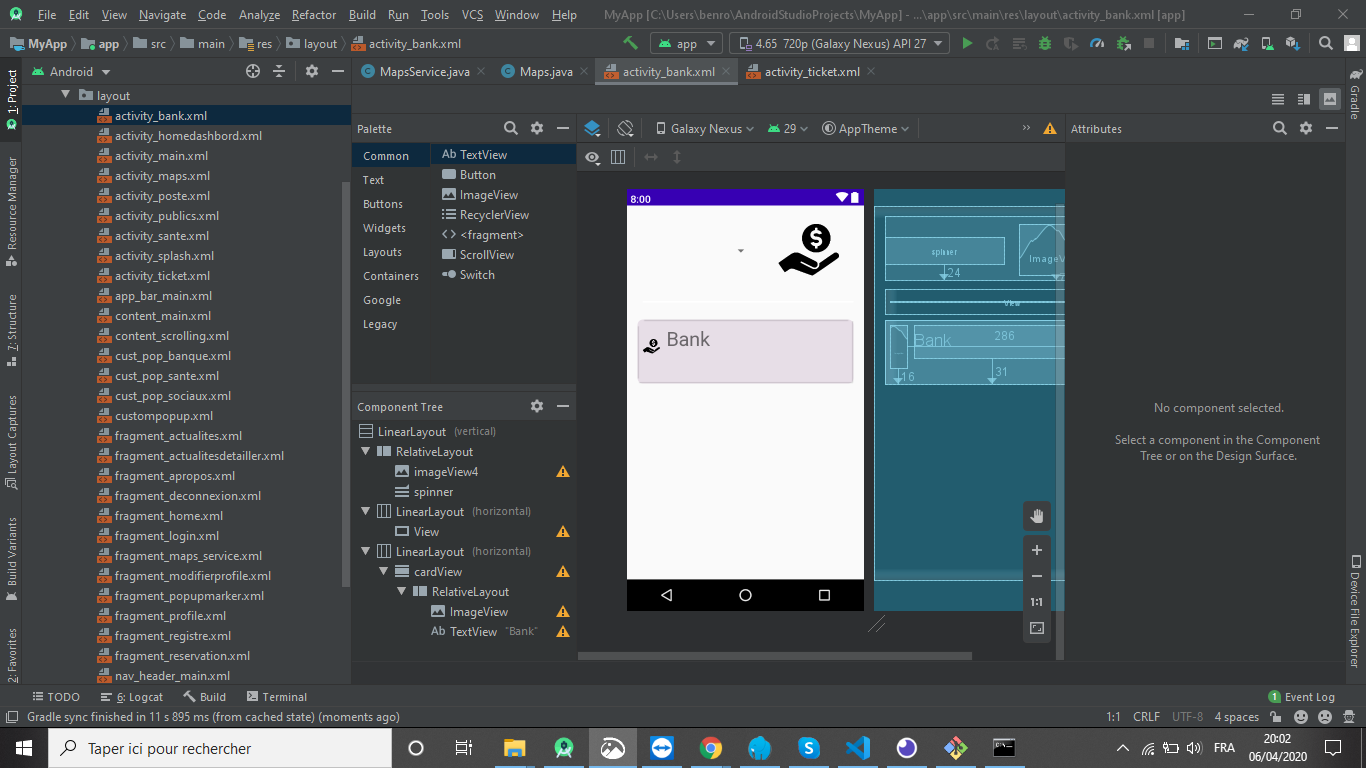 File Edit View Navigate Code Analyze Refactor Build Run Tools VCS Window Help MyApp [C:\Users\benro\AndroidStudioProjects\MyApp] - ...\app\src\main\res\layout\activity_bank.xml [app]
MyApp app src main res layout activity_bank.xml app 4.65 720p (Galaxy Nexus) API 27
Android MapsService.java Maps.java activity_bank.xml activity_ticket.xml
1: Project
Resource Manager
7: Structure
Layout Captures
Build Variants
2: Favorites
layout
activity_bank.xml
activity_homedashbord.xml
activity_main.xml
activity_maps.xml
activity_poste.xml
activity_publics.xml
activity_sante.xml
activity_splash.xml
activity_ticket.xml
app_bar_main.xml
content_main.xml
content_scrolling.xml
cust_pop_banque.xml
cust_pop_sante.xml
cust_pop_sociaux.xml
custompopup.xml
fragment_actualites.xml
fragment_actualitesdetailler.xml
fragment_apropos.xml
fragment_deconnexion.xml
fragment_home.xml
fragment_login.xml
fragment_maps_service.xml
fragment_modifierprofile.xml
fragment_popupmarker.xml
fragment_profile.xml
fragment_registre.xml
fragment_reservation.xml
nav_header_main.xml
Palette
Common
Text
Buttons
Widgets
Layouts
Containers
Google
Legacy
Ab TextView
Button
ImageView
RecyclerView
<fragment>
ScrollView
Switch
Component Tree
LinearLayout (vertical)
RelativeLayout
imageView4
spinner
LinearLayout (horizontal)
View
LinearLayout (horizontal)
cardView
RelativeLayout
ImageView
Ab TextView "Bank"
Galaxy Nexus 29 AppTheme »
8:00
Bank
spinner
24
ImageV
View
Bank
286
16
31
1:1
Attributes
No component selected.
Select a component in the Component
Tree or on the Design Surface.
Gradle
Device File Explorer
TODO 6: Logcat Build Terminal 1 Event Log
Gradle sync finished in 11 s 895 ms (from cached state) (moments ago) 1:1 CRLF UTF-8 4 spaces
Taper ici pour rechercher
FRA
20:02
06/04/2020